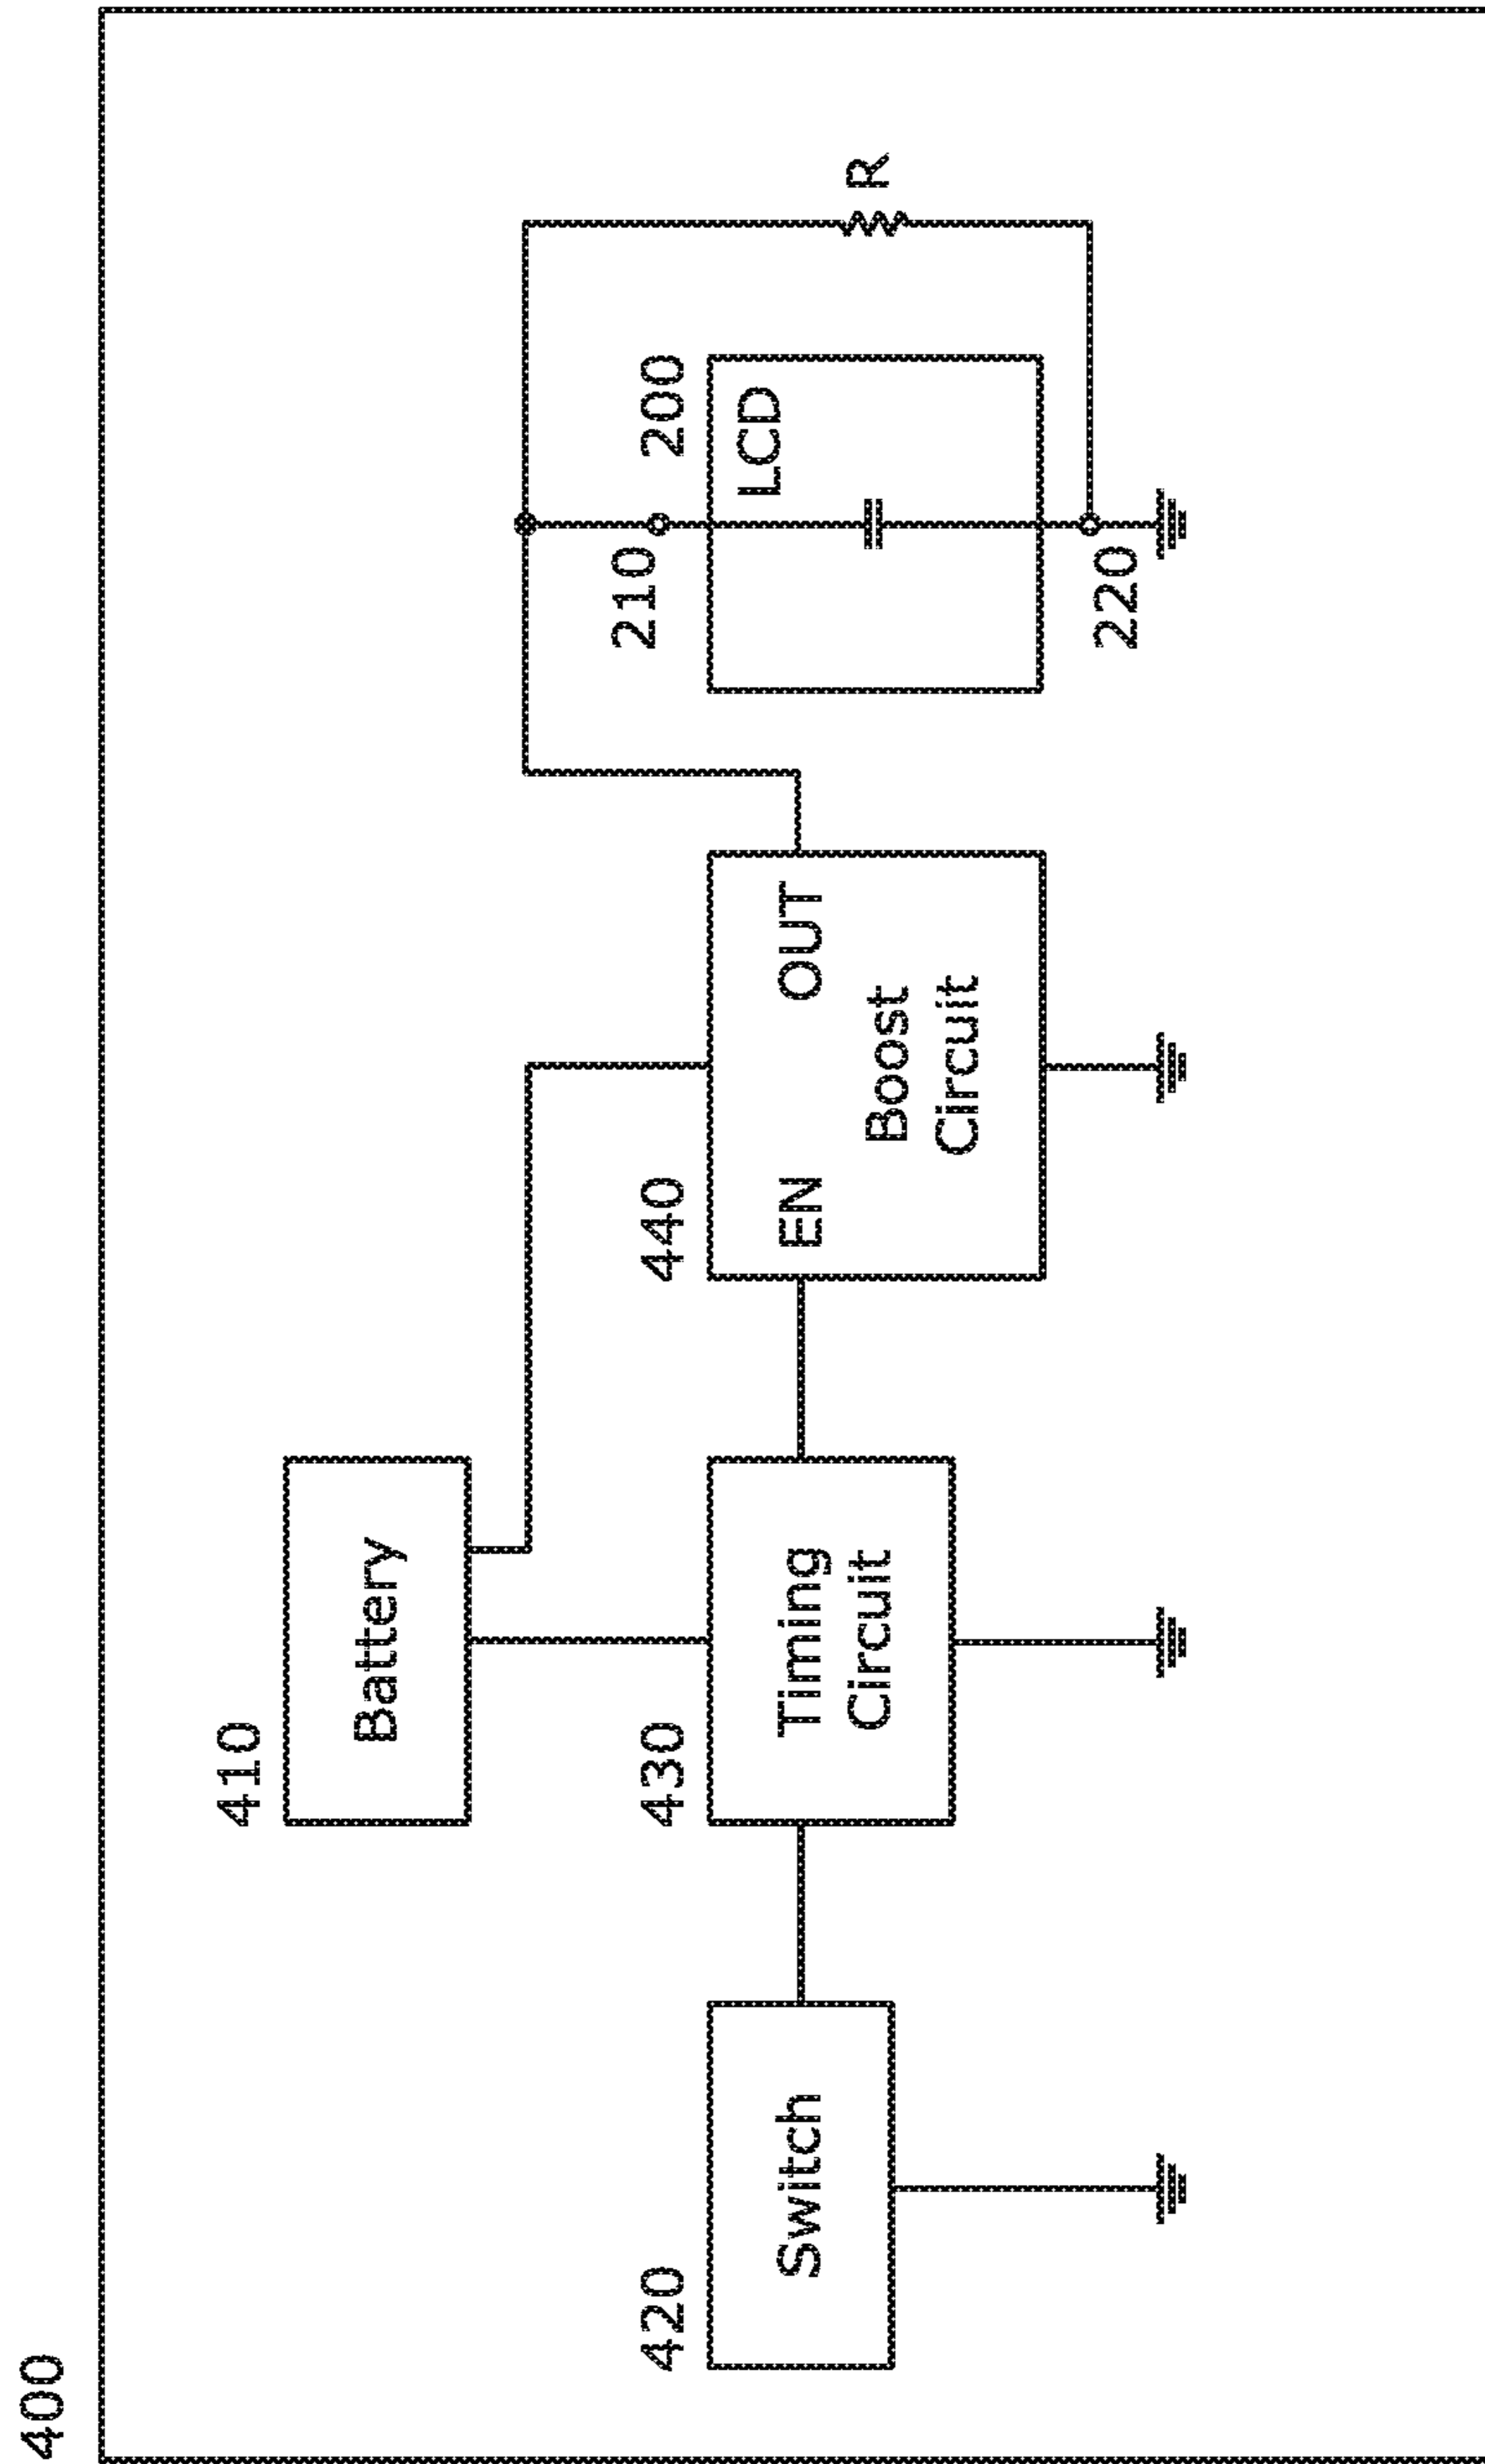 400
410
Battery
420
Switch
430
Timing
Circuit
440
EN
OUT
Boost
Circuit
210
200
LCD
220
R